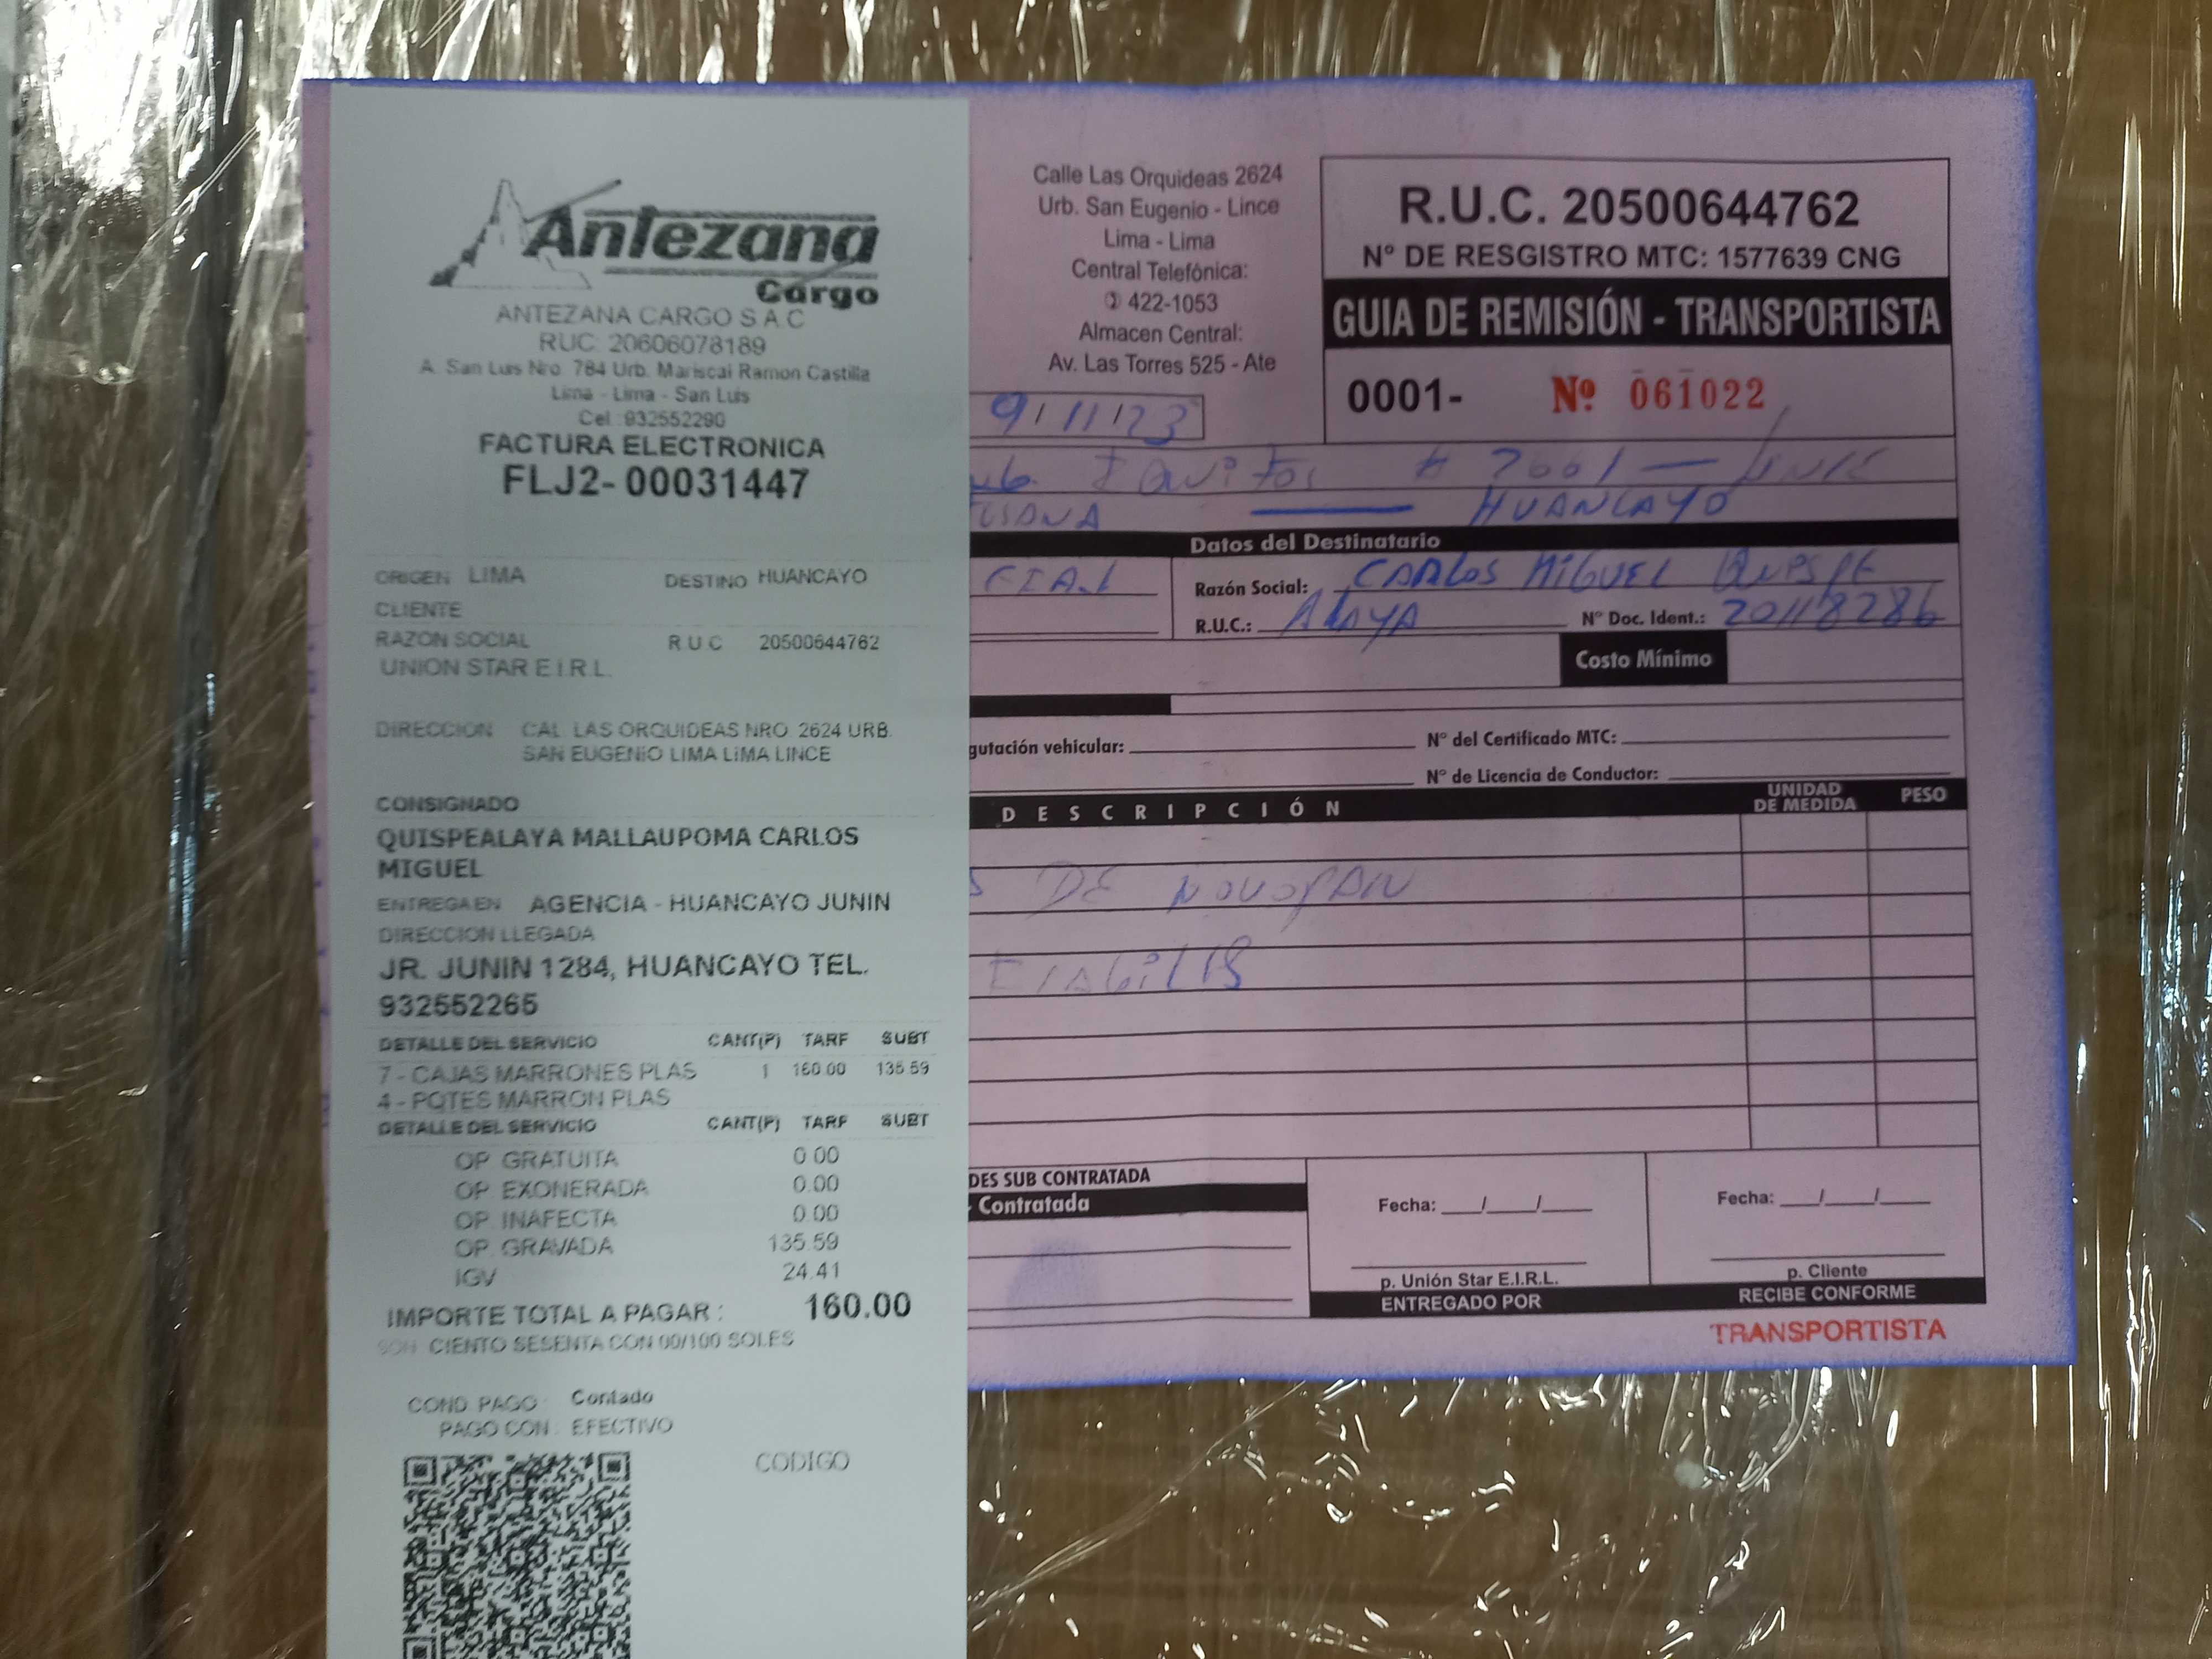 Antezana
Cargo
ANTEZANA CARGO S A C
RUC: 20606078189
A. San Luis Nro. 784 Urb. Mariscal Ramon Castilla
Lima - Lima - San Luis
Cel.:932552290
FACTURA ELECTRONICA
FLJ2- 00031447
ORIGEN LIMA DESTINO HUANCAYO
CLIENTE
RAZON SOCIAL R U C 20500644762
UNION STAR E.I.R.L.
DIRECCION CAL. LAS ORQUIDEAS NRO. 2624 URB.
SAN EUGENIO LIMA LIMA LINCE
CONSIGNADO
QUISPEALAYA MALLAUPOMA CARLOS
MIGUEL
ENTREGA EN AGENCIA - HUANCAYO JUNIN
DIRECCION LLEGADA
JR. JUNIN 1284, HUANCAYO TEL.
932552265
DETALLE DEL SERVICIO CANT(P) TARF SUBT
7 - CAJAS MARRONES PLAS 1 160.00 135.59
4 - POTES MARRON PLAS
DETALLE DEL SERVICIO CANT(P) TARF SUBT
OP. GRATUITA 0.00
OP. EXONERADA 0.00
OP. INAFECTA 0.00
OP. GRAVADA 135.59
IGV 24.41
IMPORTE TOTAL A PAGAR : 160.00
SON: CIENTO SESENTA CON 00/100 SOLES
COND. PAGO : Contado
PAGO CON : EFECTIVO
CODIGO
Calle Las Orquideas 2624
Urb. San Eugenio - Lince
Lima - Lima
Central Telefónica:
422-1053
Almacen Central:
Av. Las Torres 525 - Ate
R.U.C. 20500644762
N° DE RESGISTRO MTC: 1577639 CNG
GUIA DE REMISIÓN - TRANSPORTISTA
0001- Nº 061022
9/11/23
HUANCAYO
Datos del Destinatario
Razón Social: CARLOS MIGUEL QUISPE
R.U.C.: ALAYA N° Doc. Ident.: 20118286
Costo Mínimo
gutación vehicular: N° del Certificado MTC:
N° de Licencia de Conductor:
DESCRIPCIÓN UNIDAD DE MEDIDA PESO
DE NOVOPAN
DES SUB CONTRATADA
Contratada
Fecha: / / Fecha: / /
p. Unión Star E.I.R.L. p. Cliente
ENTREGADO POR RECIBE CONFORME
TRANSPORTISTA